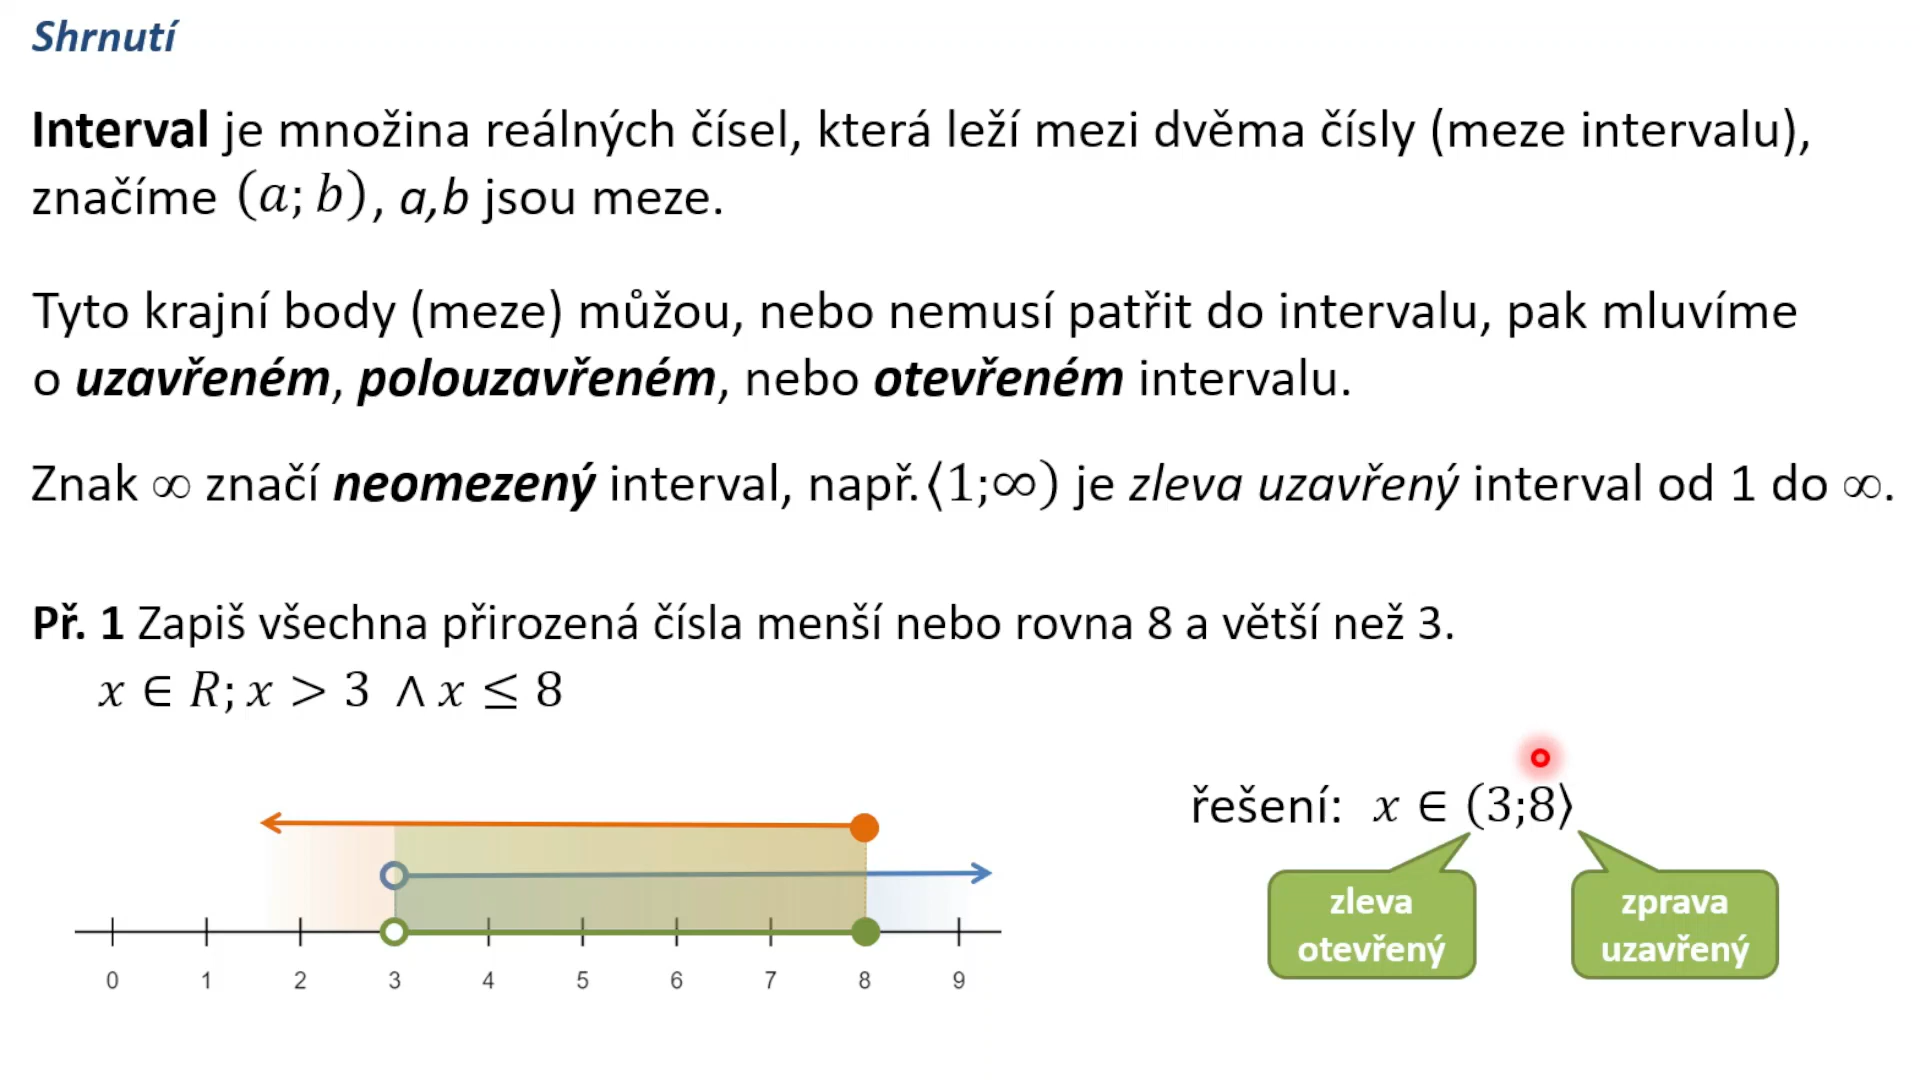 Shrnutí
Interval je množina reálných čísel, která leží mezi dvěma čísly (meze intervalu),
značíme (a; b), a,b jsou meze.
Tyto krajní body (meze) můžou, nebo nemusí patřit do intervalu, pak mluvíme
o uzavřeném, polouzavřeném, nebo otevřeném intervalu.
Znak ∞ značí neomezený interval, např.⟨1;∞) je zleva uzavřený interval od 1 do ∞.
Př. 1 Zapiš všechna přirozená čísla menší nebo rovna 8 a větší než 3.
x ∈ R; x > 3 ∧ x ≤ 8
řešení: x ∈ (3;8⟩
zleva
otevřený
zprava
uzavřený
0 1 2 3 4 5 6 7 8 9